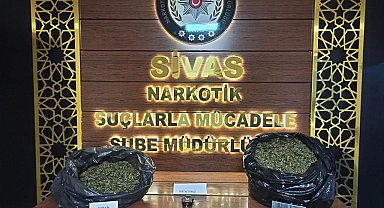 SİVAS
NARKOTİK
SUÇLARLA MÜCADELE
ŞUBE MÜDÜRLÜĞÜ